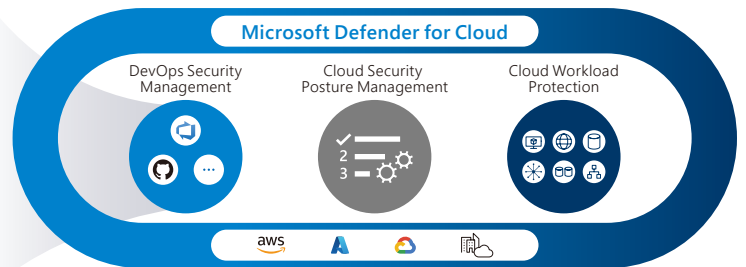 Microsoft Defender for Cloud
DevOps Security
Management
Cloud Security
Posture Management
Cloud Workload
Protection
2
3
...
aws